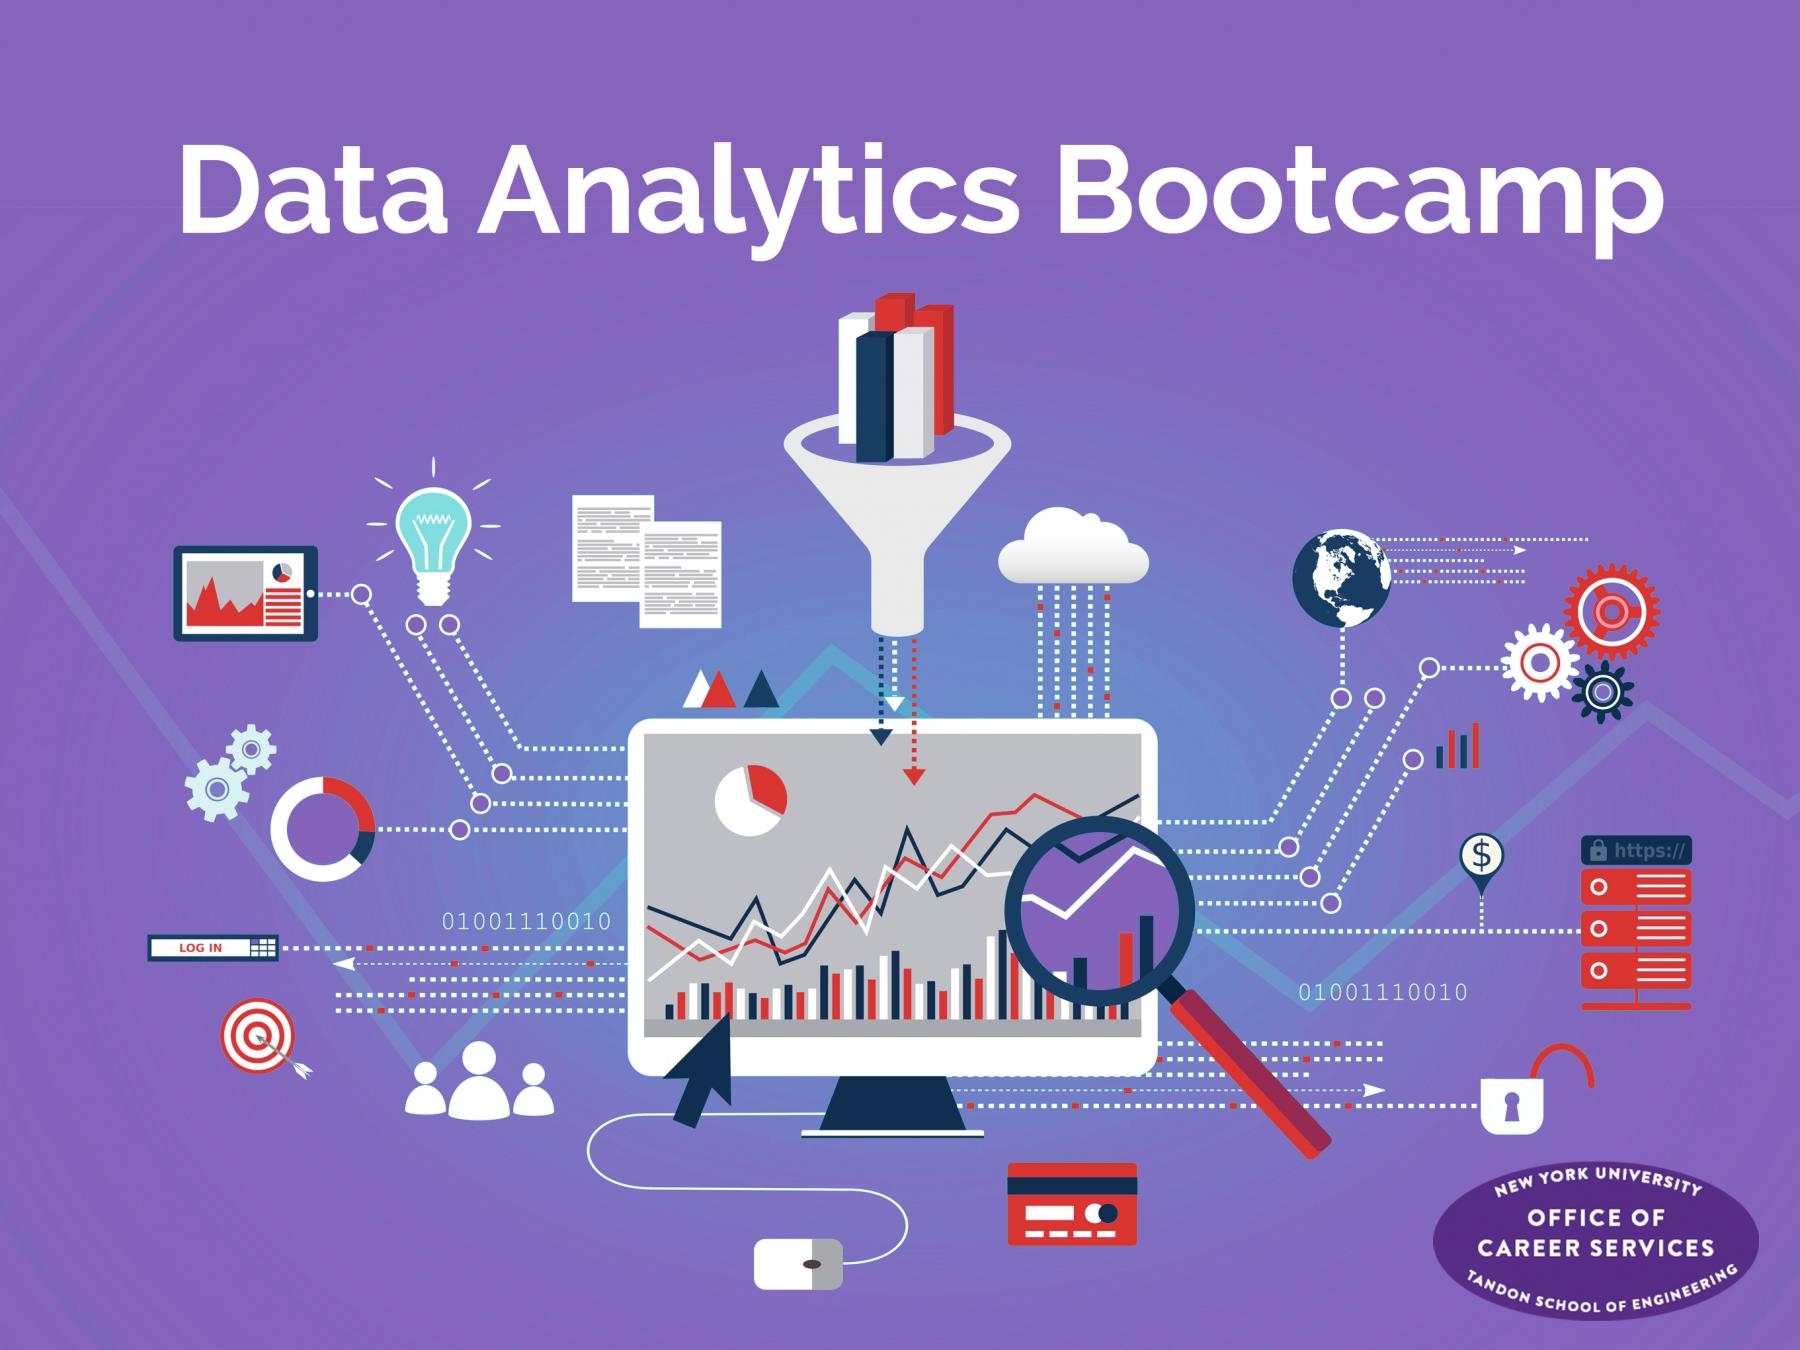 Data Analytics Bootcamp
01001110010
LOG IN
$
https://
01001110010
NEW YORK UNIVERSITY
OFFICE OF
CAREER SERVICES
TANDON SCHOOL OF ENGINEERING